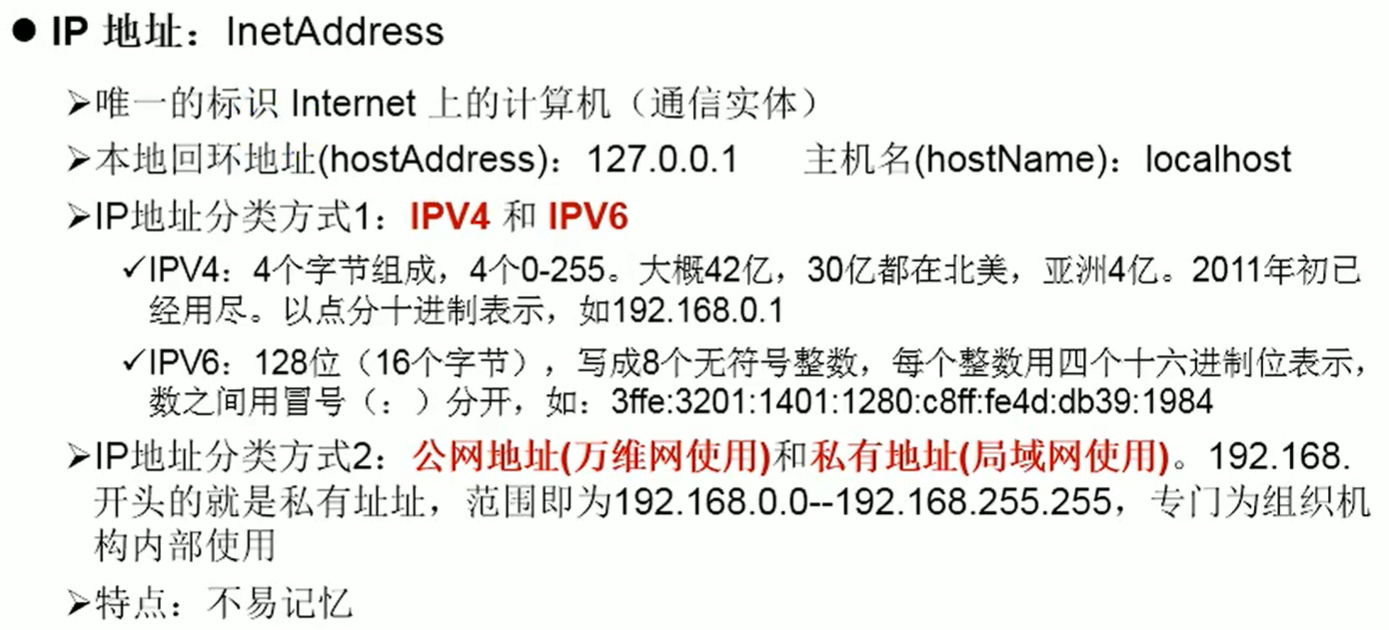 ● IP 地址：InetAddress
➢唯一的标识 Internet 上的计算机（通信实体）
➢本地回环地址(hostAddress)：127.0.0.1 主机名(hostName)：localhost
➢IP地址分类方式1：IPV4 和 IPV6
✓IPV4：4个字节组成，4个0-255。大概42亿，30亿都在北美，亚洲4亿。2011年初已
经用尽。以点分十进制表示，如192.168.0.1
✓IPV6：128位（16个字节），写成8个无符号整数，每个整数用四个十六进制位表示，
数之间用冒号（：）分开，如：3ffe:3201:1401:1280:c8ff:fe4d:db39:1984
➢IP地址分类方式2：公网地址(万维网使用)和私有地址(局域网使用)。192.168.
开头的就是私有址址，范围即为192.168.0.0--192.168.255.255，专门为组织机
构内部使用
➢特点：不易记忆